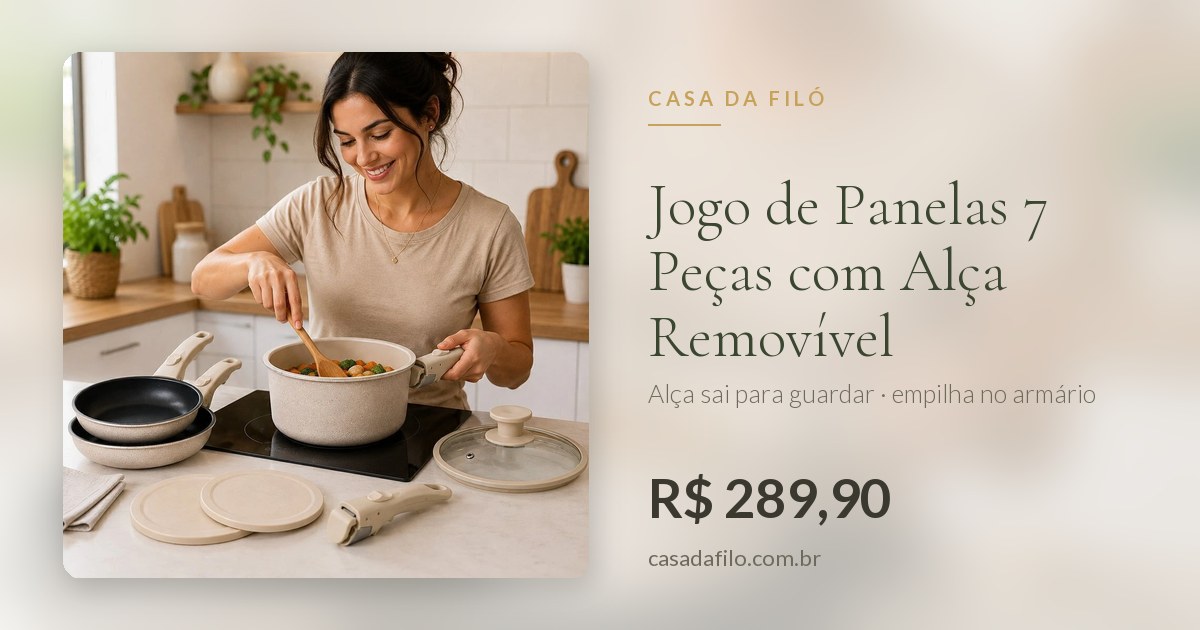 CASA DA FILÓ
Jogo de Panelas 7
Peças com Alça
Removível
Alça sai para guardar · empilha no armário
R$ 289,90
casadafilo.com.br